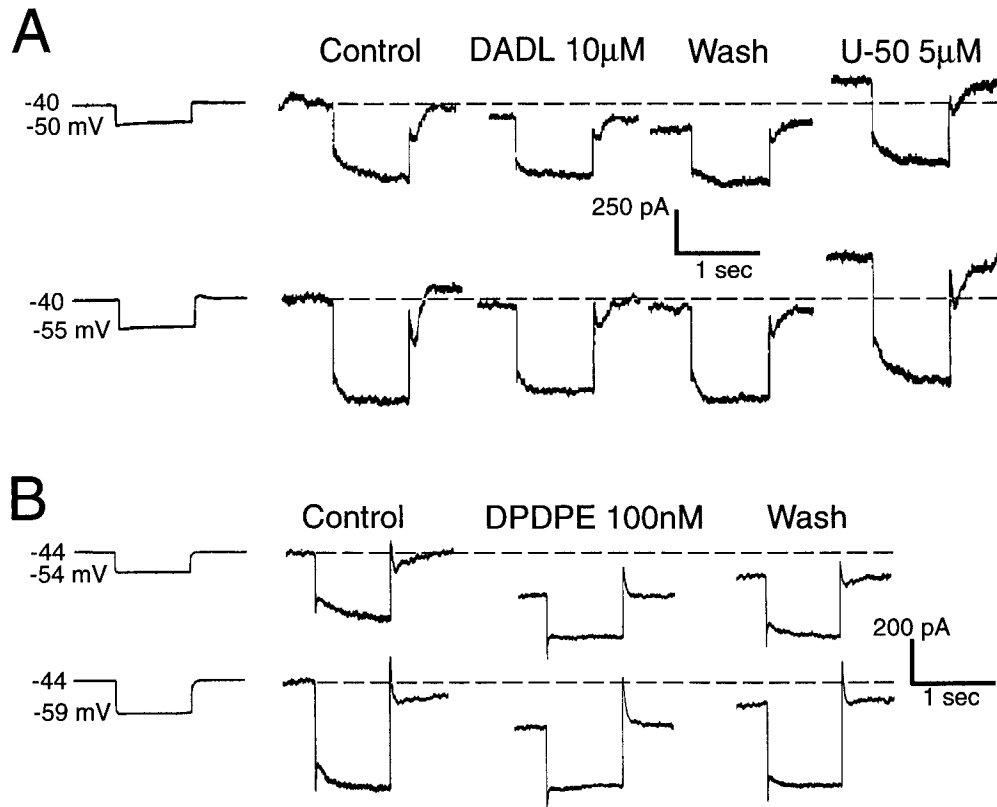 A
Control DADL 10μM Wash U-50 5μM
-40
-50 mV
250 pA
1 sec
-40
-55 mV
B
Control DPDPE 100nM Wash
-44
-54 mV
200 pA
-44
1 sec
-59 mV